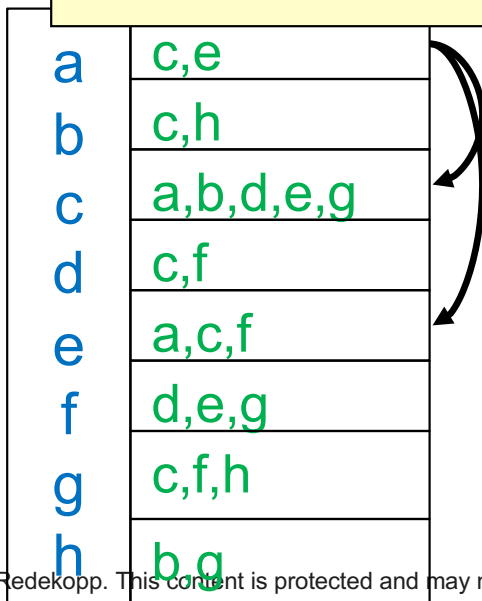 a c,e
b c,h
c a,b,d,e,g
d c,f
e a,c,f
f d,e,g
g c,f,h
h b,g
Redekopp. This content is protected and may